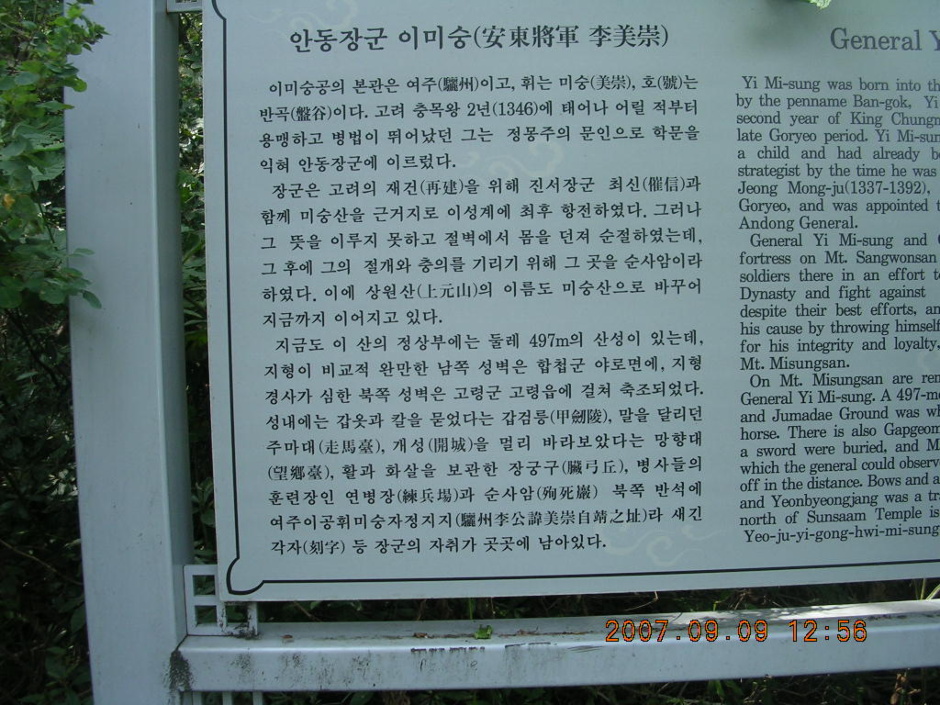 안동장군 이미숭(安東將軍 李美崇)
이미숭공의 본관은 여주(驪州)이고, 휘는 미숭(美崇), 호(號)는
반곡(盤谷)이다. 고려 충목왕 2년(1346)에 태어나 어릴 적부터
용맹하고 병법이 뛰어났던 그는 정몽주의 문인으로 학문을
익혀 안동장군에 이르렀다.
장군은 고려의 재건(再建)을 위해 진서장군 최신(催信)과
함께 미숭산을 근거지로 이성계에 최후 항전하였다. 그러나
그 뜻을 이루지 못하고 절벽에서 몸을 던져 순절하였는데,
그 후에 그의 절개와 충의를 기리기 위해 그 곳을 순사암이라
하였다. 이에 상원산(上元山)의 이름도 미숭산으로 바꾸어
지금까지 이어지고 있다.
지금도 이 산의 정상부에는 둘레 497m의 산성이 있는데,
지형이 비교적 완만한 남쪽 성벽은 합첩군 야로면에, 지형
경사가 심한 북쪽 성벽은 고령군 고령읍에 걸쳐 축조되었다.
성내에는 갑옷과 칼을 묻었다는 갑검릉(甲劒陵), 말을 달리던
주마대(走馬臺), 개성(開城)을 멀리 바라보았다는 망향대
(望鄕臺), 활과 화살을 보관한 장궁구(臟弓丘), 병사들의
훈련장인 연병장(練兵場)과 순사암(殉死巖) 북쪽 반석에
여주이공휘미숭자정지지(驪州李公諱美崇自靖之址)라 새긴
각자(刻字) 등 장군의 자취가 곳곳에 남아있다.
General Y
Yi Mi-sung was born into th
by the penname Ban-gok. Yi
second year of King Chungm
late Goryeo period. Yi Mi-sun
a child and had already be
strategist by the time he was
Jeong Mong-ju(1337-1392),
Goryeo, and was appointed t
Andong General.
General Yi Mi-sung and
fortress on Mt. Sangwonsan
soldiers there in an effort to
Dynasty and fight against
despite their best efforts, an
his cause by throwing himself
for his integrity and loyalty,
Mt. Misungsan.
On Mt. Misungsan are rem
General Yi Mi-sung. A 497-me
and Jumadae Ground was wh
horse. There is also Gapgeom
a sword were buried, and M
which the general could observ
off in the distance. Bows and a
and Yeonbyeongjang was a tr
north of Sunsaam Temple is
Yeo-ju-yi-gong-hwi-mi-sung
2007.09.09 12:56